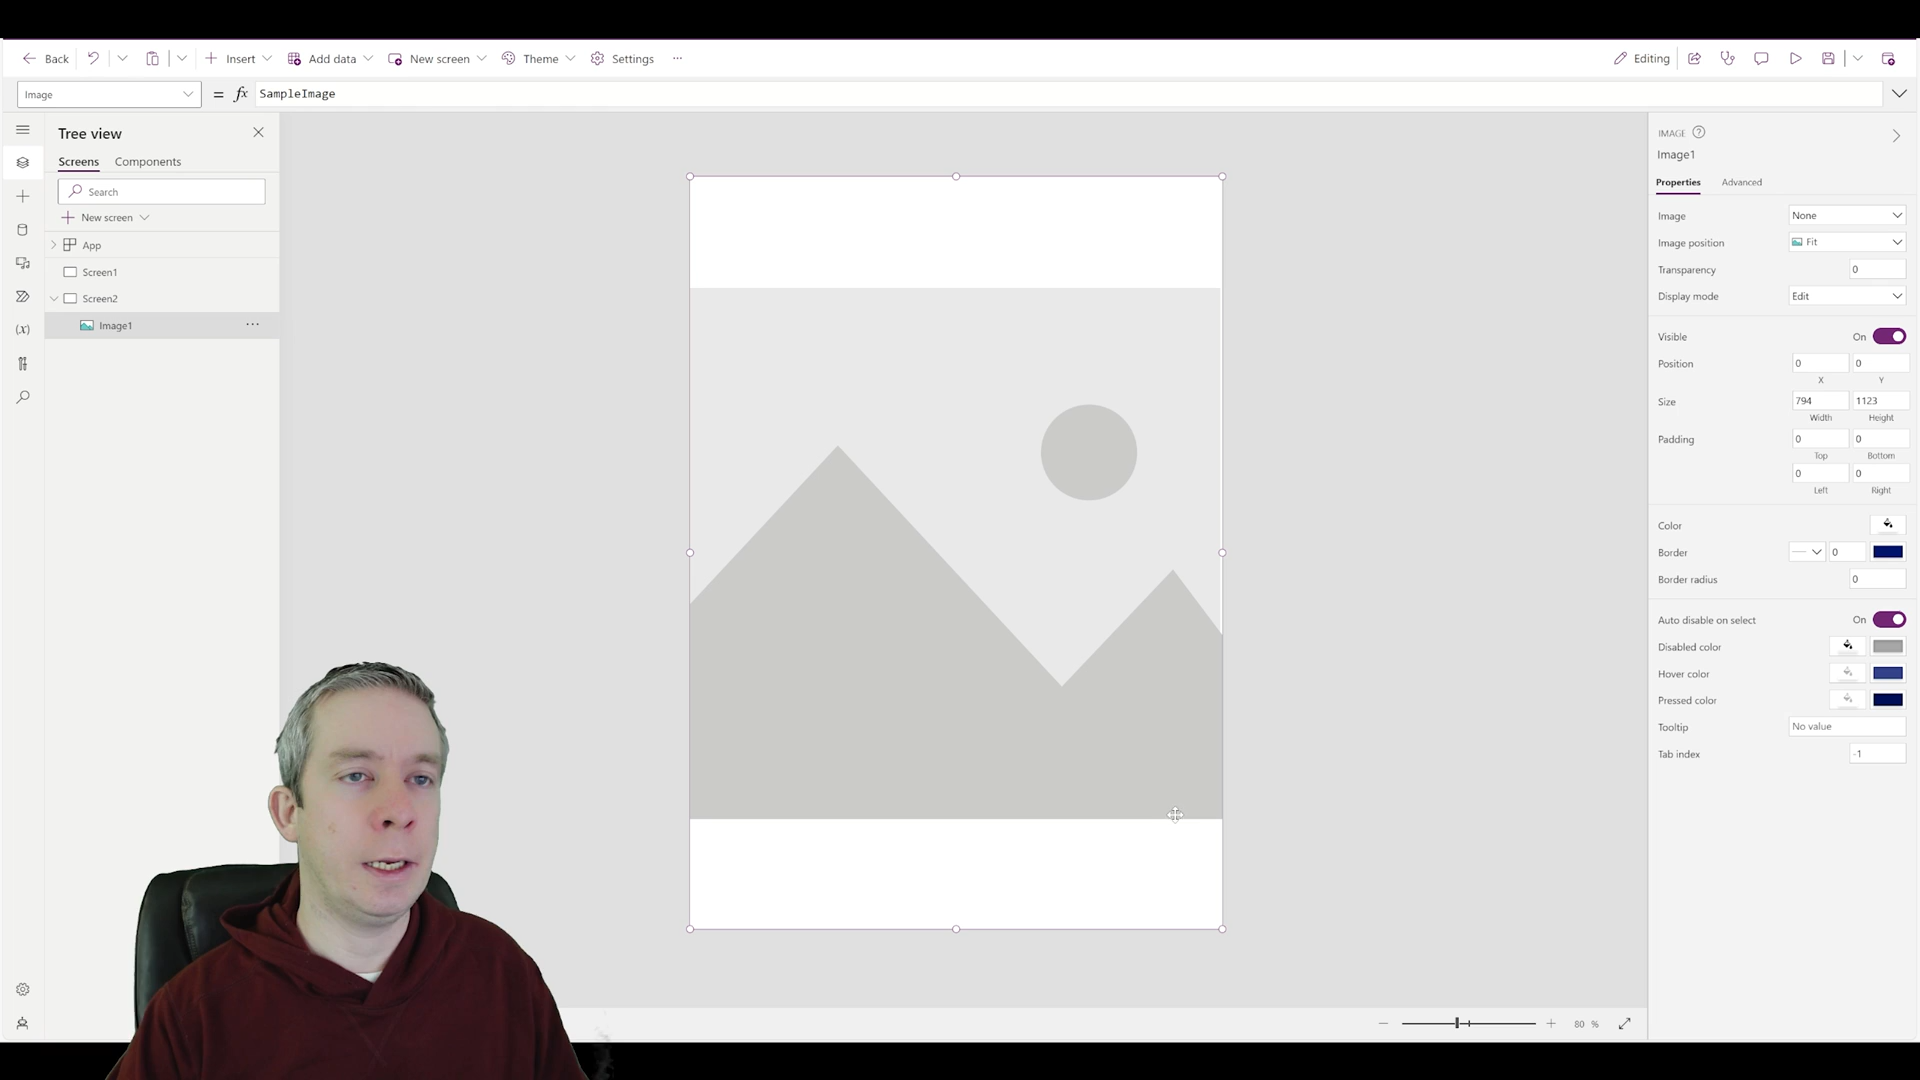 Back
Insert
Add data
New screen
Theme
Settings
...
Editing
Image
= fx SampleImage
Tree view
Screens Components
Search
New screen
App
Screen1
Screen2
Image1 ...
(x)
IMAGE ?
Image1
Properties Advanced
Image None
Image position Fit
Transparency 0
Display mode Edit
Visible On
Position 0 0
X Y
Size 794 1123
Width Height
Padding 0 0
Top Bottom
0 0
Left Right
Color
Border 0
Border radius 0
Auto disable on select On
Disabled color
Hover color
Pressed color
Tooltip No value
Tab index -1
80 %